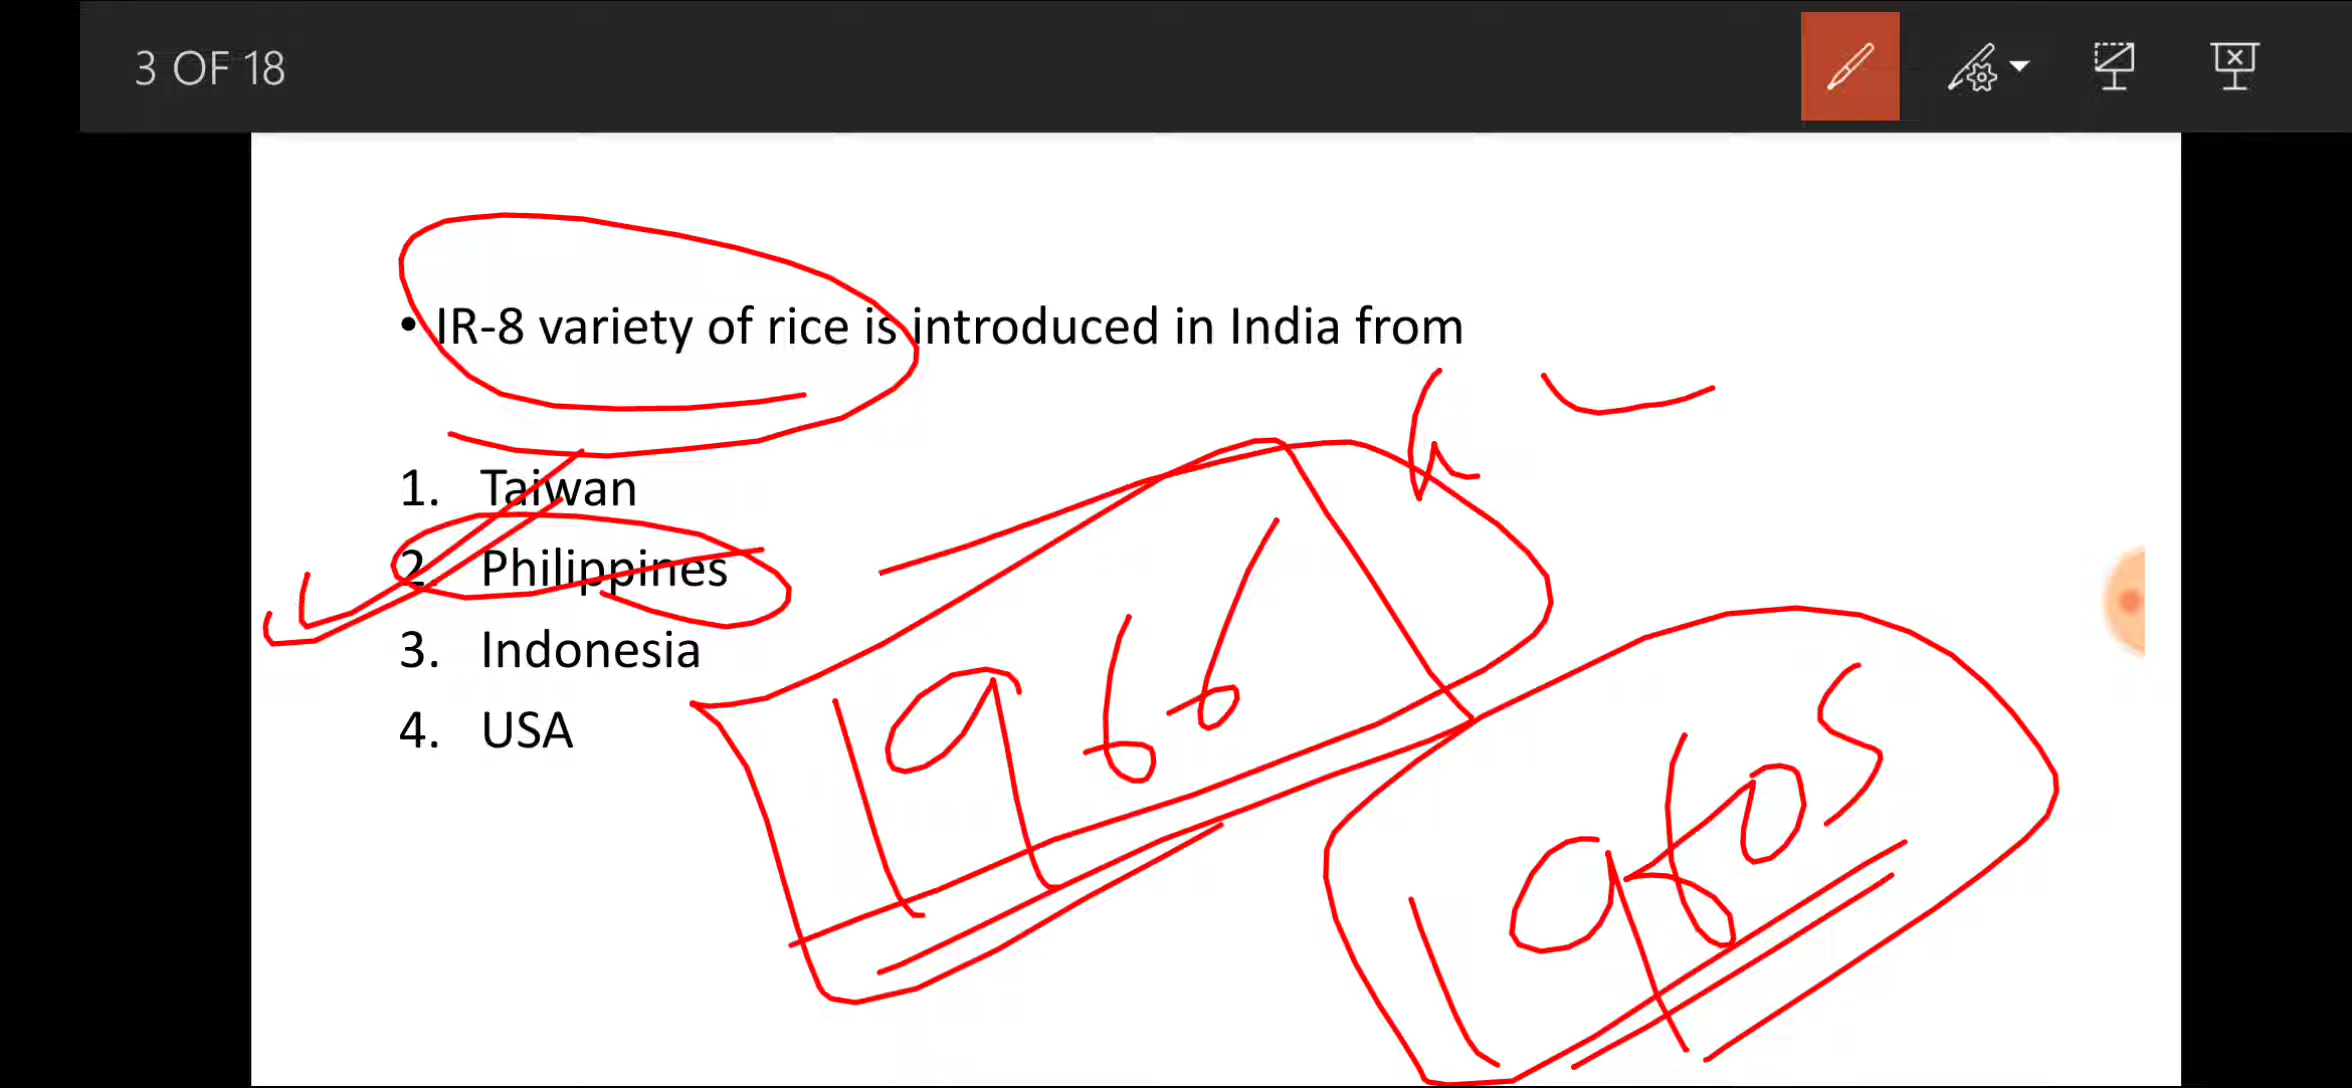 3 OF 18
• IR-8 variety of rice is introduced in India from
1. Taiwan
2. Philippines
3. Indonesia
4. USA
1966
1960s